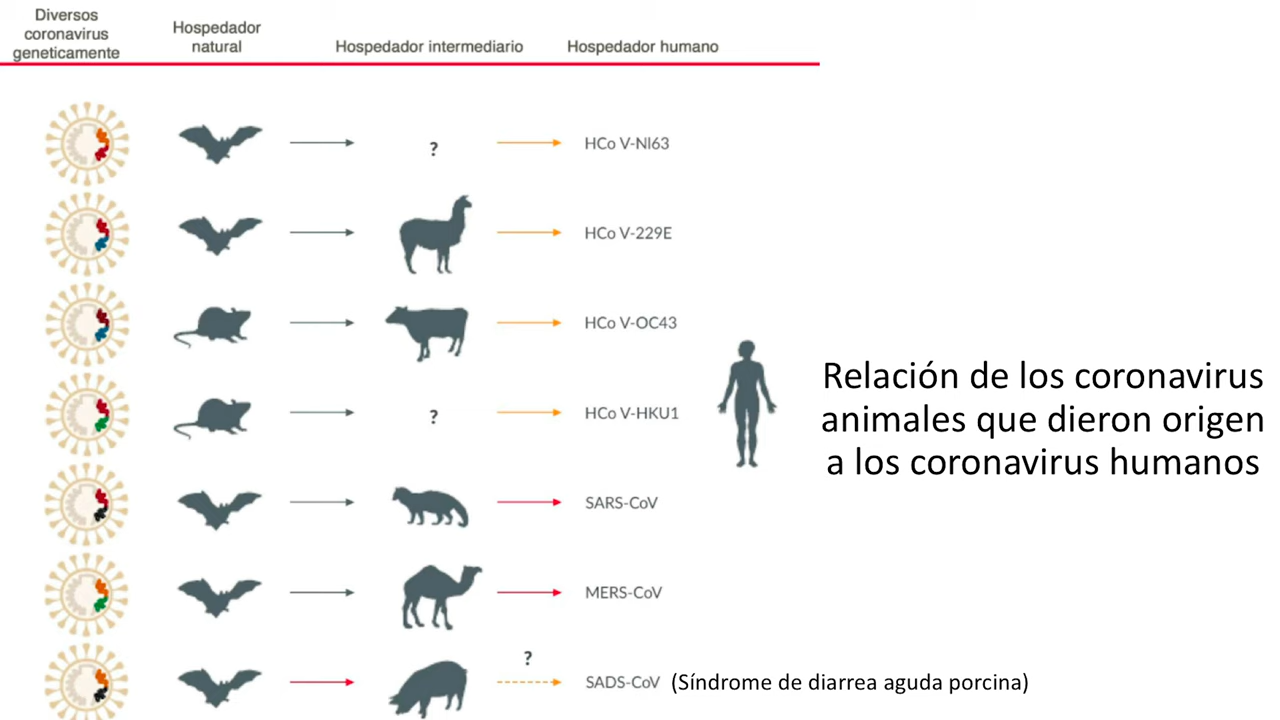 Diversos
coronavirus
geneticamente
Hospedador
natural
Hospedador intermediario
Hospedador humano
?
HCo V-Nl63
HCo V-229E
HCo V-OC43
?
HCo V-HKU1
SARS-CoV
MERS-CoV
?
SADS-CoV (Síndrome de diarrea aguda porcina)
Relación de los coronavirus
animales que dieron origen
a los coronavirus humanos